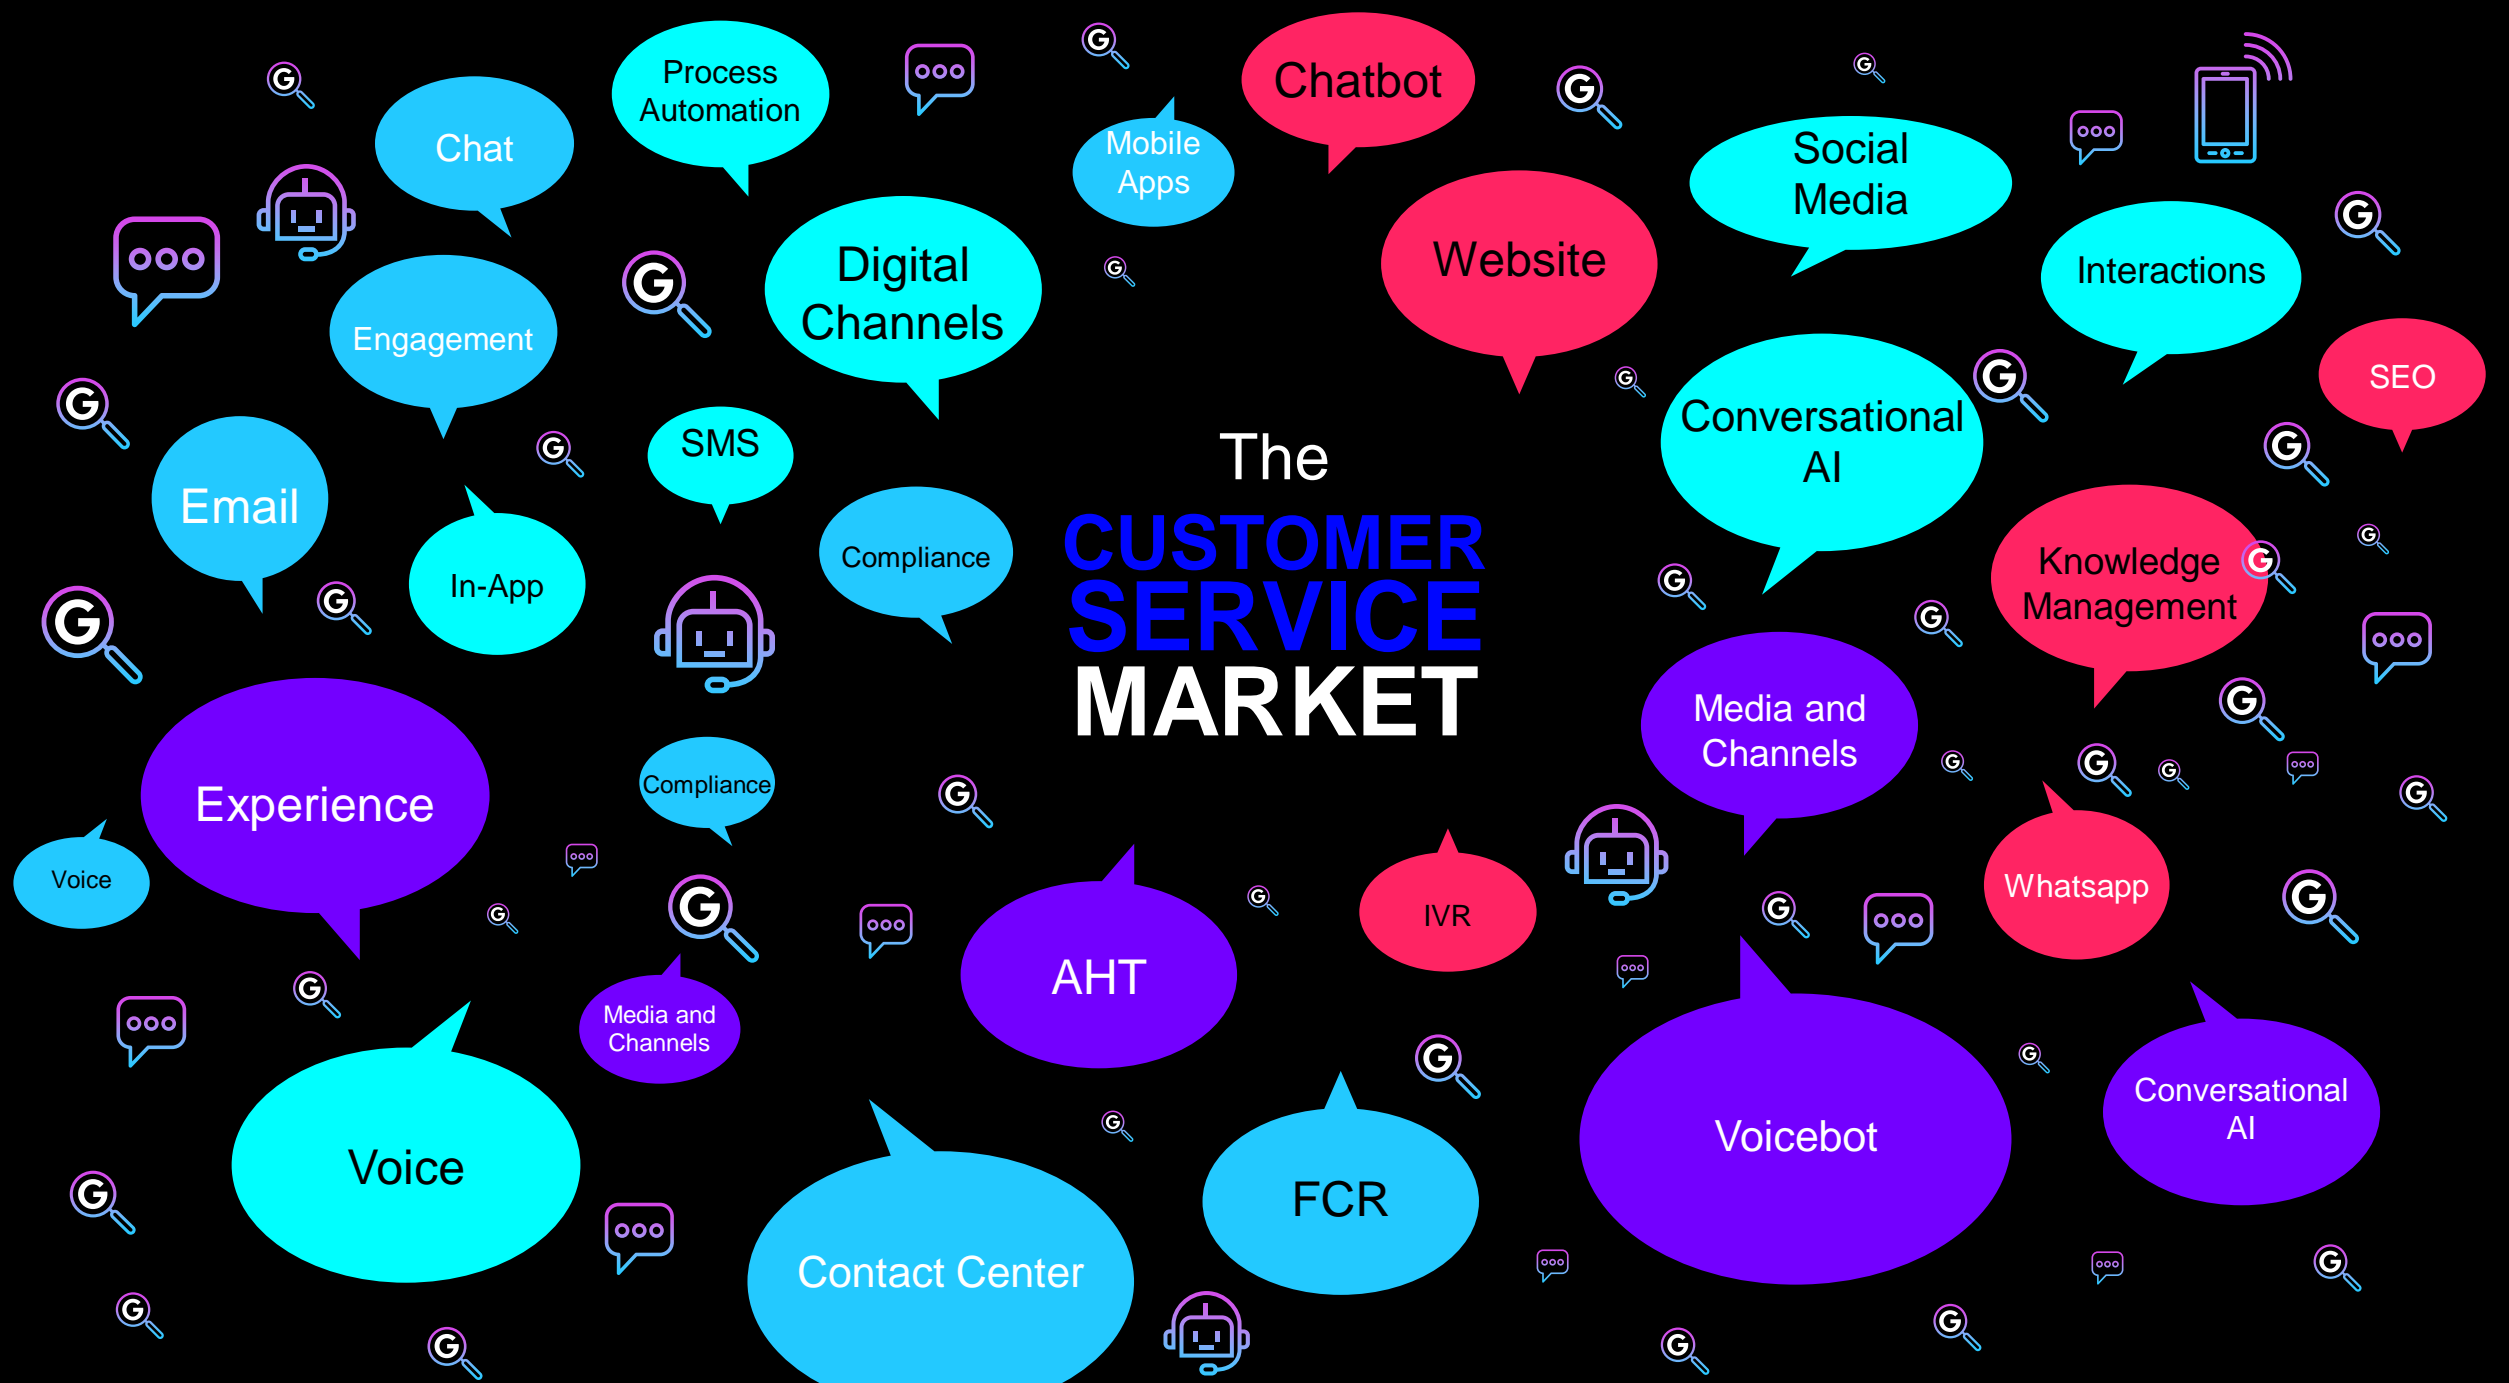 Process
Automation
Chatbot
Chat
Mobile
Apps
Social
Media
Digital
Channels
Website
Interactions
Engagement
SEO
SMS
Conversational
AI
Email
In-App
Compliance
The
CUSTOMER
SERVICE
MARKET
Knowledge
Management
Media and
Channels
Experience
Compliance
Voice
IVR
Whatsapp
AHT
Media and
Channels
Voice
FCR
Voicebot
Conversational
AI
Contact Center